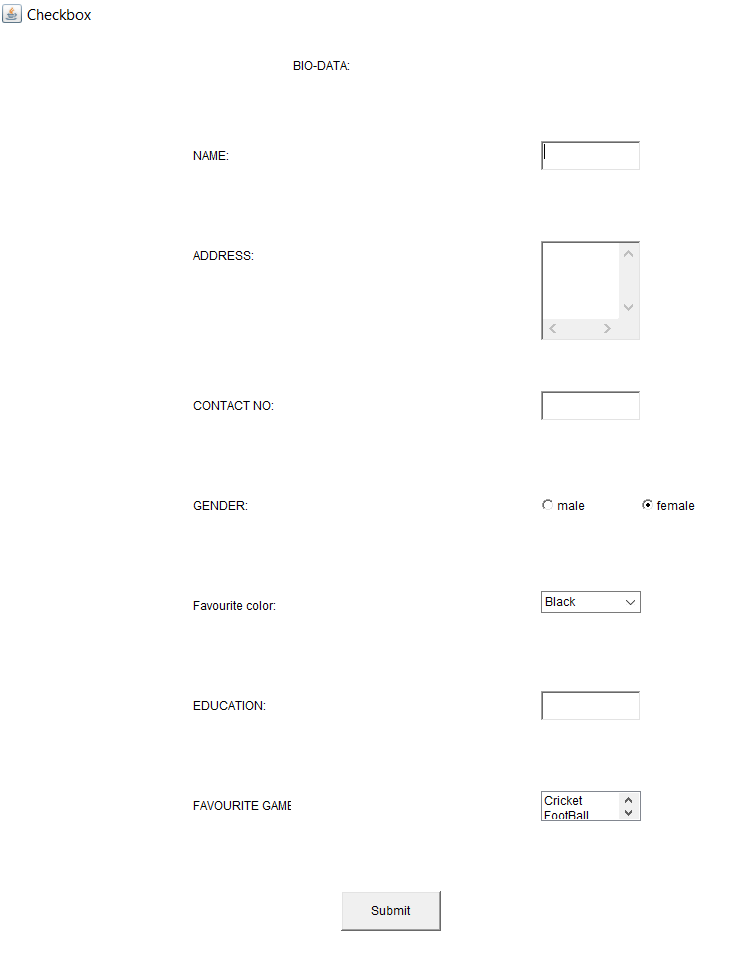 Checkbox
BIO-DATA:
NAME:
ADDRESS:
CONTACT NO:
GENDER: male female
Favourite color: Black
EDUCATION:
FAVOURITE GAME Cricket
FootBall
Submit